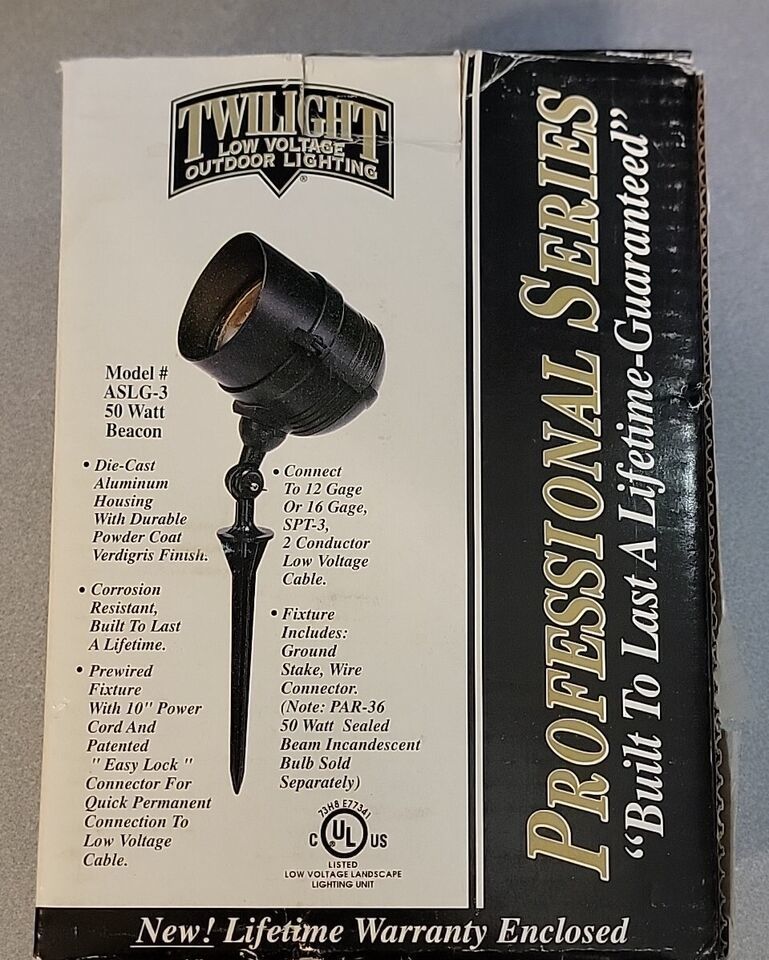 TWILIGHT
LOW VOLTAGE
OUTDOOR LIGHTING
®
Model #
ASLG-3
50 Watt
Beacon
• Die-Cast
Aluminum
Housing
With Durable
Powder Coat
Verdigris Finish.
• Corrosion
Resistant,
Built To Last
A Lifetime.
• Prewired
Fixture
With 10" Power
Cord And
Patented
" Easy Lock "
Connector For
Quick Permanent
Connection To
Low Voltage
Cable.
• Connect
To 12 Gage
Or 16 Gage,
SPT-3,
2 Conductor
Low Voltage
Cable.
• Fixture
Includes:
Ground
Stake, Wire
Connector.
(Note: PAR-36
50 Watt Sealed
Beam Incandescent
Bulb Sold
Separately)
73H8 E77341
C UL US
®
LISTED
LOW VOLTAGE LANDSCAPE
LIGHTING UNIT
PROFESSIONAL SERIES
“Built To Last A Lifetime-Guaranteed”
New! Lifetime Warranty Enclosed